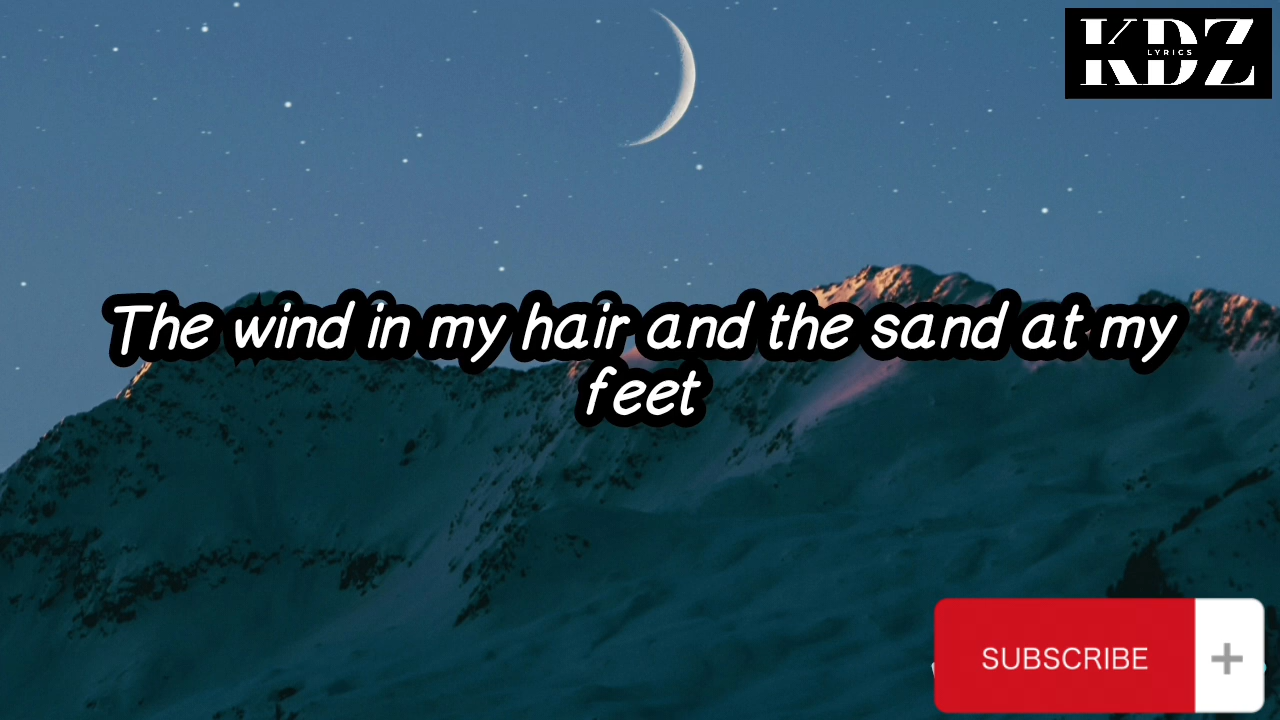 KDZ
LYRICS
The wind in my hair and the sand at my
feet
SUBSCRIBE
+